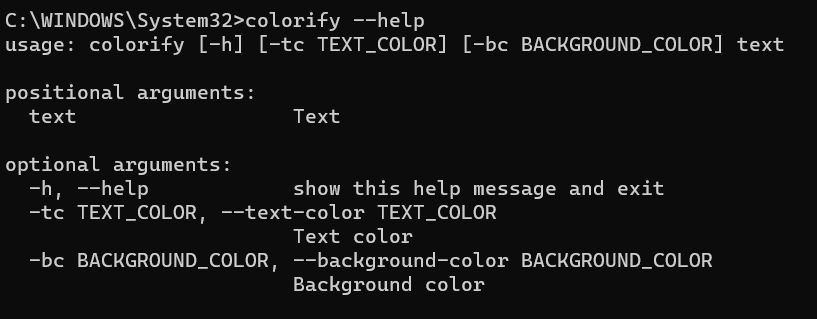 C:\WINDOWS\System32>colorify --help
usage: colorify [-h] [-tc TEXT_COLOR] [-bc BACKGROUND_COLOR] text
positional arguments:
text Text
optional arguments:
-h, --help show this help message and exit
-tc TEXT_COLOR, --text-color TEXT_COLOR
Text color
-bc BACKGROUND_COLOR, --background-color BACKGROUND_COLOR
Background color